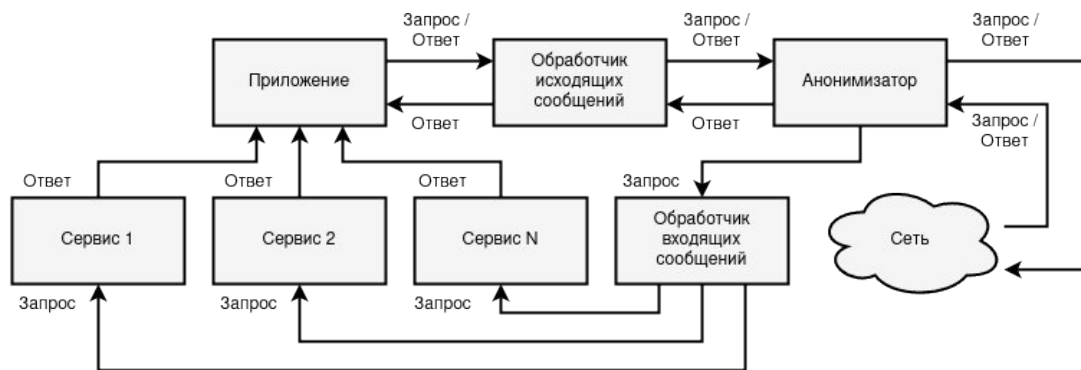 Запрос /
Ответ
Запрос /
Ответ
Запрос /
Ответ
Приложение
Обработчик
исходящих
сообщений
Анонимизатор
Ответ
Ответ
Запрос /
Ответ
Ответ
Ответ
Ответ
Запрос
Сервис 1
Сервис 2
Сервис N
Обработчик
входящих
сообщений
Сеть
Запрос
Запрос
Запрос